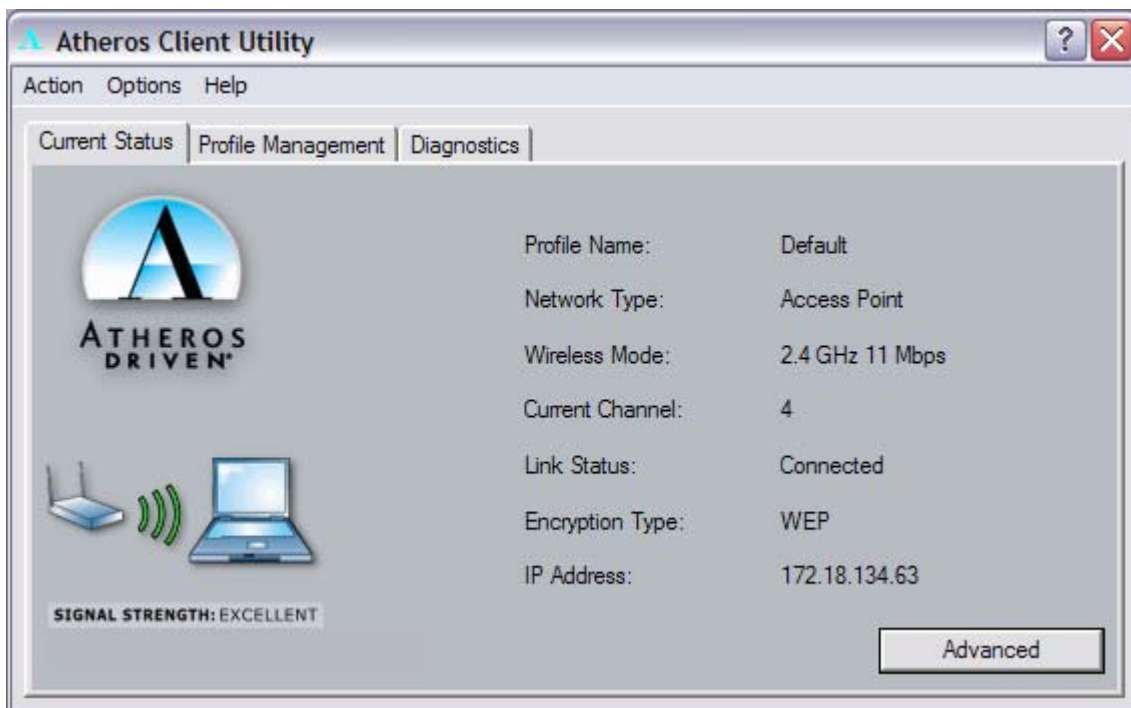 Atheros Client Utility
Action Options Help
Current Status Profile Management Diagnostics
A
ATHEROS
DRIVEN®
Profile Name: Default
Network Type: Access Point
Wireless Mode: 2.4 GHz 11 Mbps
Current Channel: 4
Link Status: Connected
Encryption Type: WEP
IP Address: 172.18.134.63
SIGNAL STRENGTH: EXCELLENT
Advanced